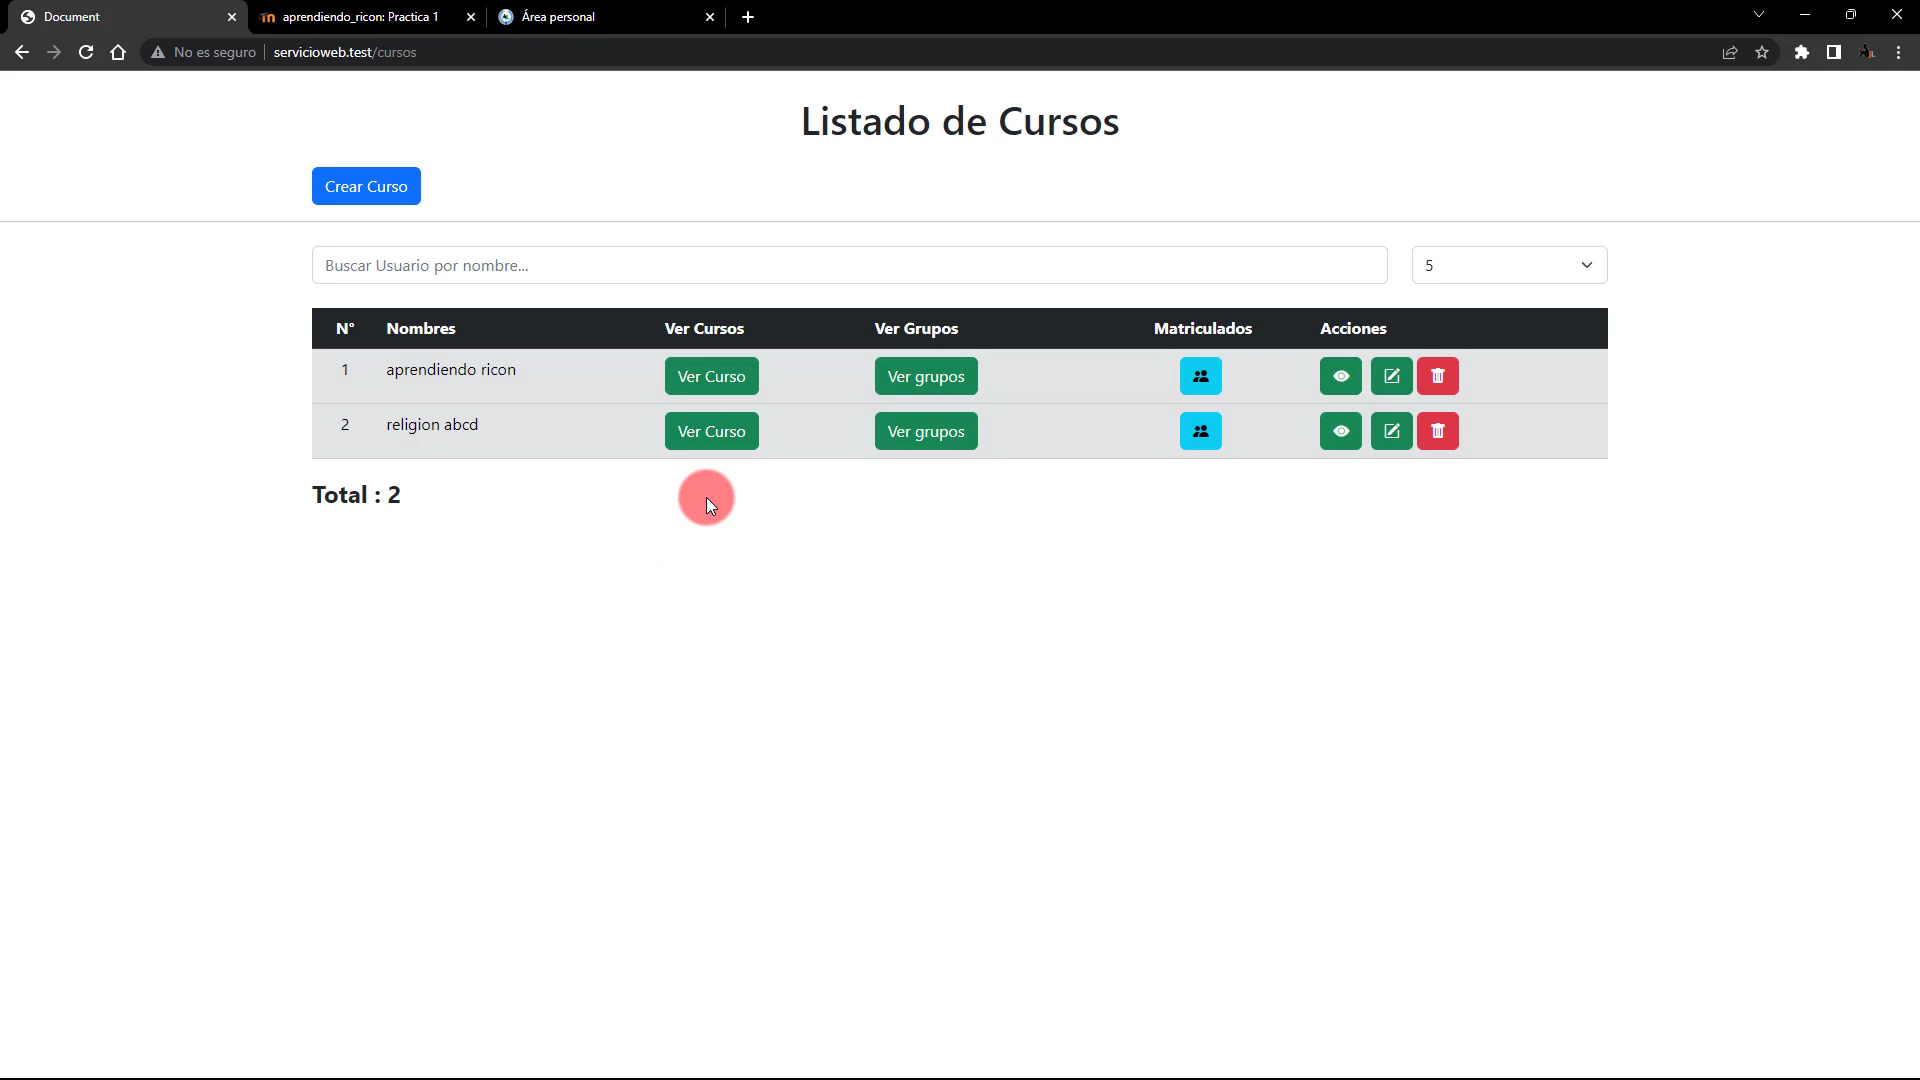 Document
aprendiendo_ricon: Practica 1
Área personal
No es seguro
servicioweb.test/cursos
Listado de Cursos
Crear Curso
Buscar Usuario por nombre...
5
N° Nombres Ver Cursos Ver Grupos Matriculados Acciones
1 aprendiendo ricon Ver Curso Ver grupos
2 religion abcd Ver Curso Ver grupos
Total : 2